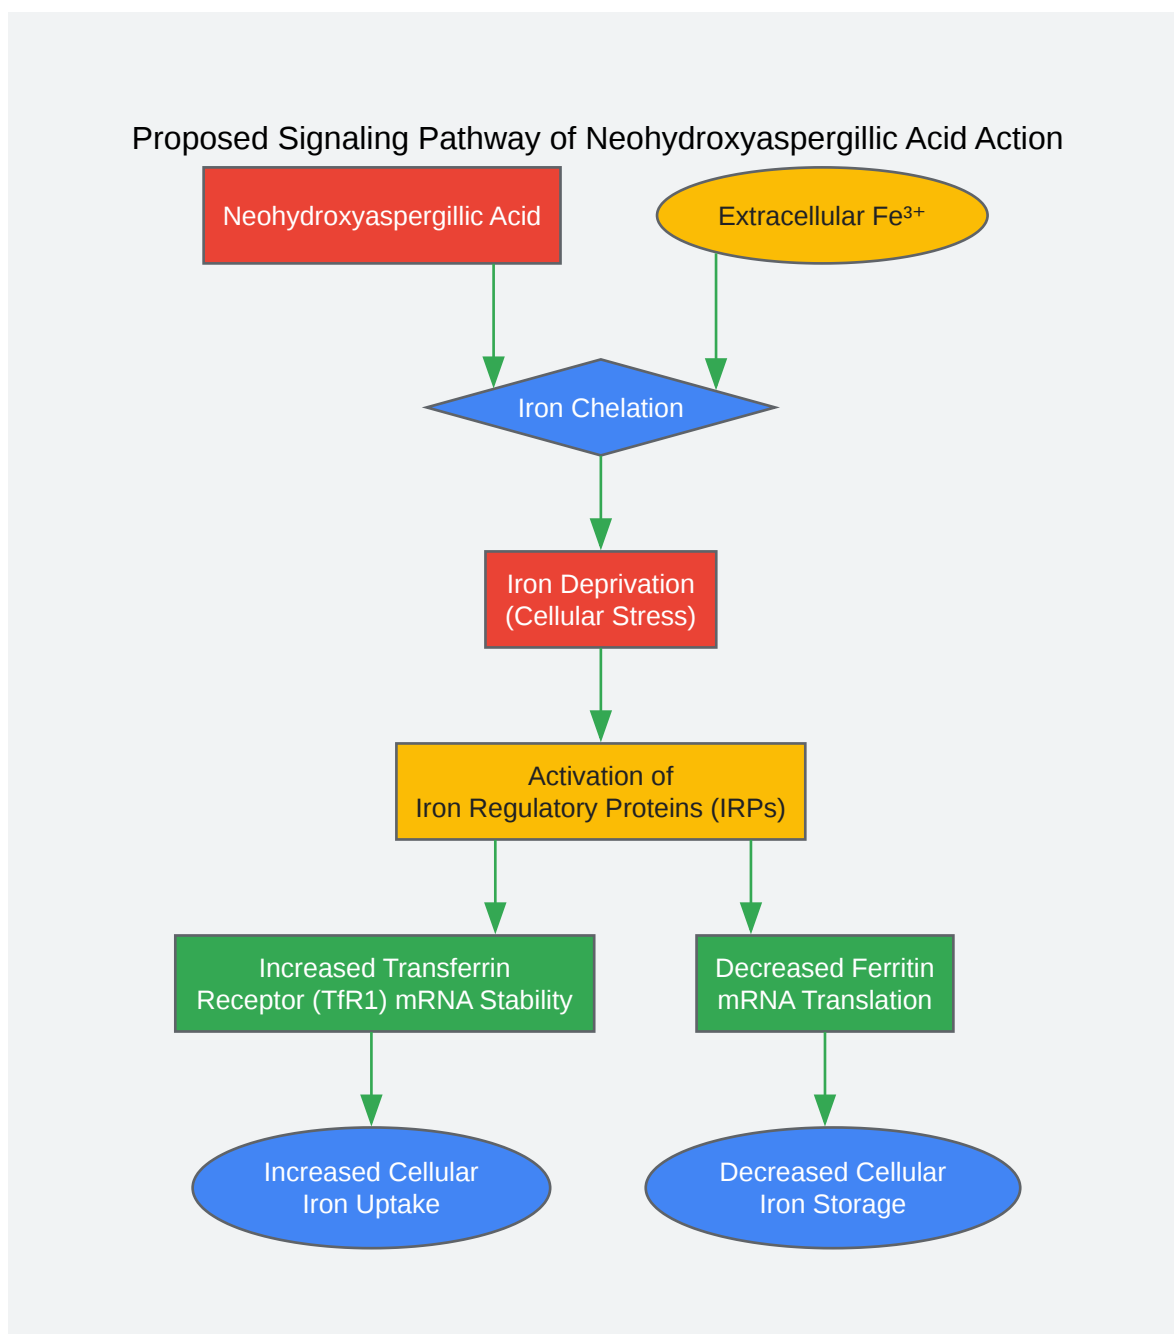 Proposed Signaling Pathway of Neohydroxyaspergillic Acid Action
Neohydroxyaspergillic Acid
Extracellular Fe³⁺
Iron Chelation
Iron Deprivation
(Cellular Stress)
Activation of
Iron Regulatory Proteins (IRPs)
Increased Transferrin
Receptor (TfR1) mRNA Stability
Decreased Ferritin
mRNA Translation
Increased Cellular
Iron Uptake
Decreased Cellular
Iron Storage